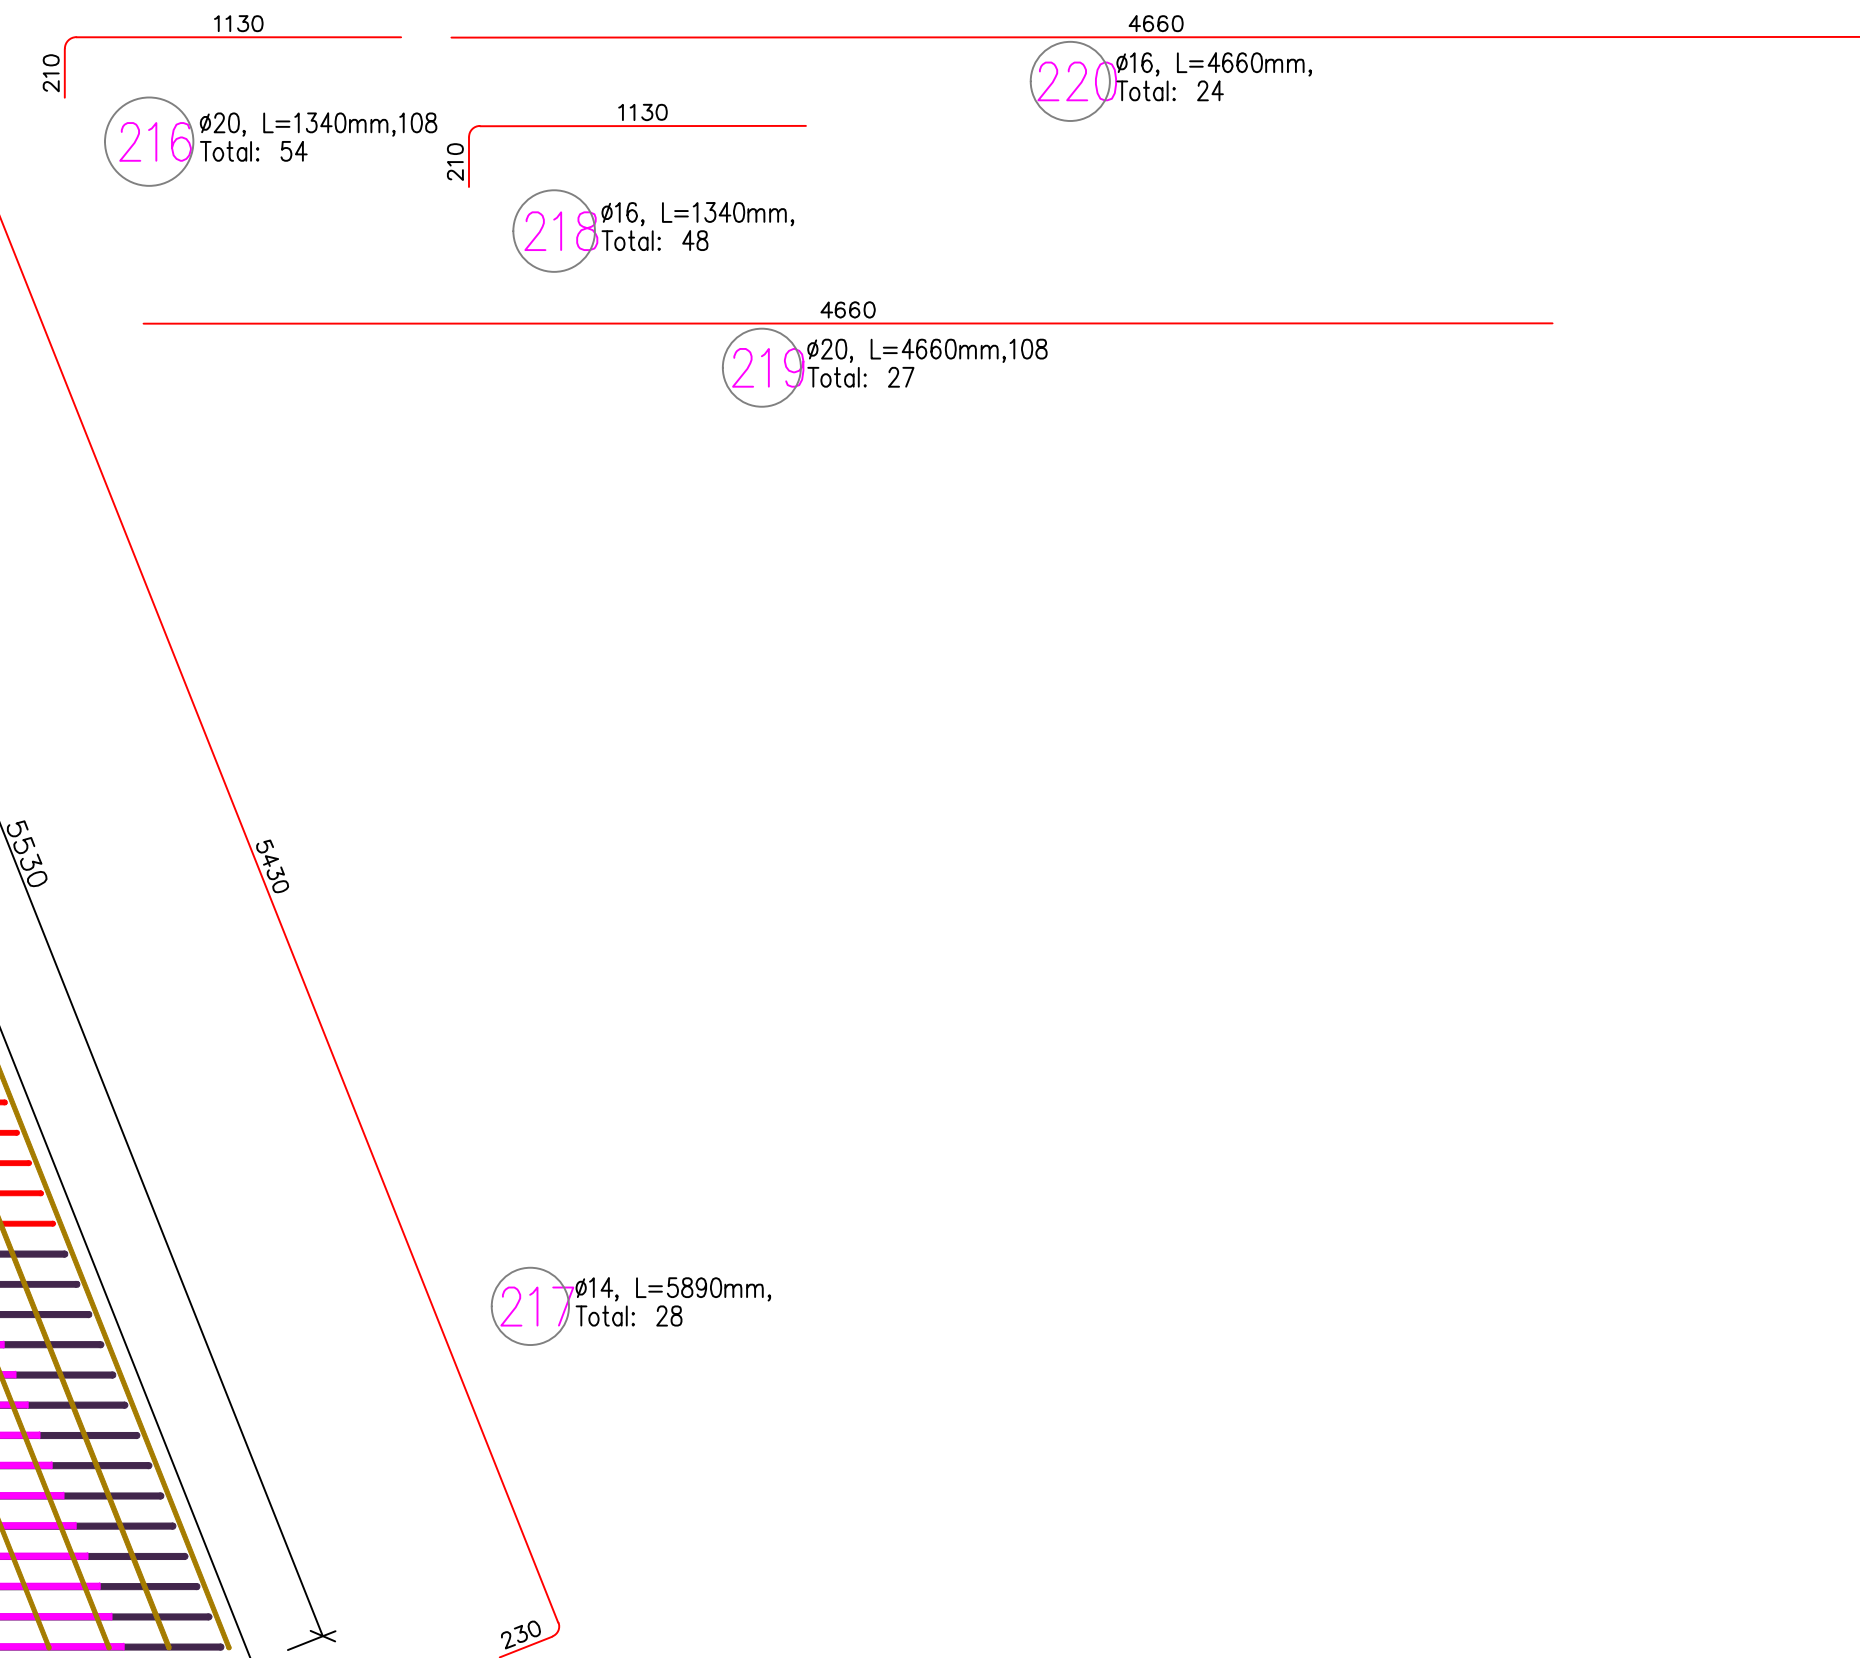 1130
210
216
ø20, L=1340mm,108
Total: 54
4660
220
ø16, L=4660mm,
Total: 24
1130
210
218
ø16, L=1340mm,
Total: 48
4660
219
ø20, L=4660mm,108
Total: 27
5530
5430
217
ø14, L=5890mm,
Total: 28
230